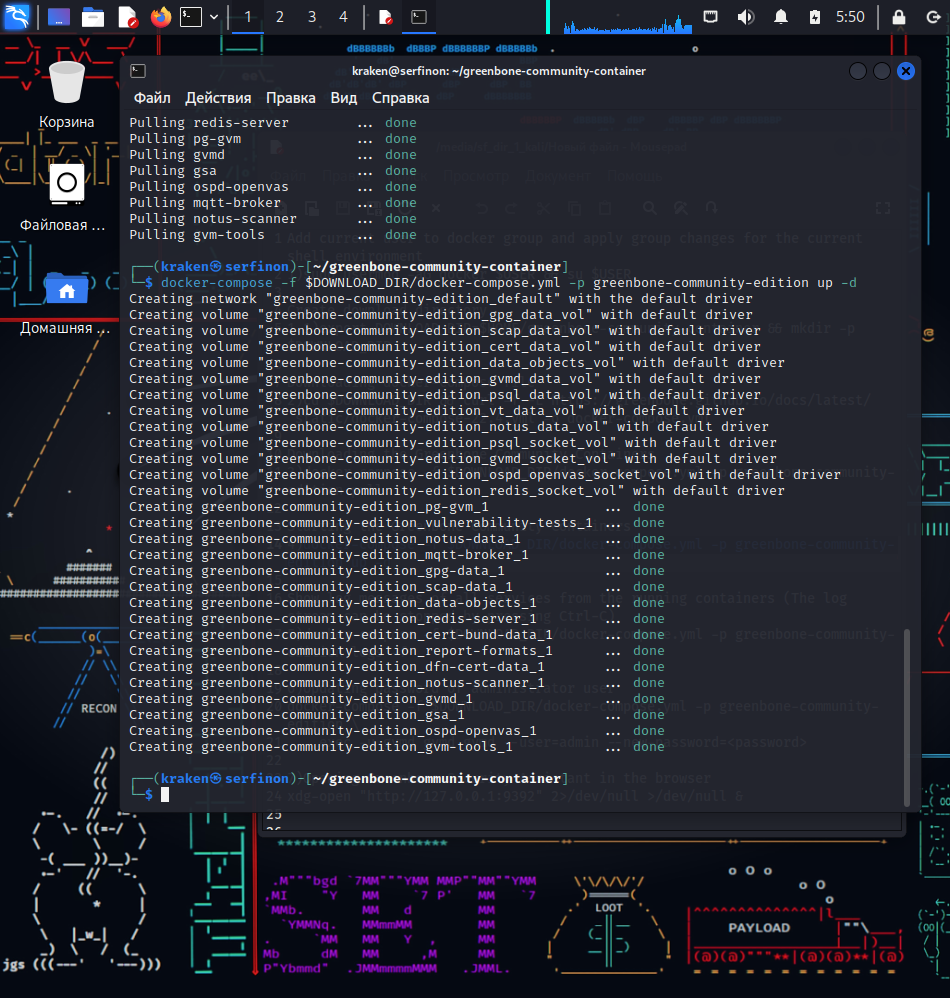 1 2 3 4 5:50
kraken@serfinon: ~/greenbone-community-container
Файл Действия Правка Вид Справка
Корзина
Файловая ...
Домашняя ...
Pulling redis-server ... done
Pulling pg-gvm ... done
Pulling gvmd ... done
Pulling gsa ... done
Pulling ospd-openvas ... done
Pulling mqtt-broker ... done
Pulling notus-scanner ... done
Pulling gvm-tools ... done
┌──(kraken㉿serfinon)-[~/greenbone-community-container]
└─$ docker-compose -f $DOWNLOAD_DIR/docker-compose.yml -p greenbone-community-edition up -d
Creating network "greenbone-community-edition_default" with the default driver
Creating volume "greenbone-community-edition_gpg_data_vol" with default driver
Creating volume "greenbone-community-edition_scap_data_vol" with default driver
Creating volume "greenbone-community-edition_cert_data_vol" with default driver
Creating volume "greenbone-community-edition_data_objects_vol" with default driver
Creating volume "greenbone-community-edition_gvmd_data_vol" with default driver
Creating volume "greenbone-community-edition_psql_data_vol" with default driver
Creating volume "greenbone-community-edition_vt_data_vol" with default driver
Creating volume "greenbone-community-edition_notus_data_vol" with default driver
Creating volume "greenbone-community-edition_psql_socket_vol" with default driver
Creating volume "greenbone-community-edition_gvmd_socket_vol" with default driver
Creating volume "greenbone-community-edition_ospd_openvas_socket_vol" with default driver
Creating volume "greenbone-community-edition_redis_socket_vol" with default driver
Creating greenbone-community-edition_pg-gvm_1 ... done
Creating greenbone-community-edition_vulnerability-tests_1 ... done
Creating greenbone-community-edition_notus-data_1 ... done
Creating greenbone-community-edition_mqtt-broker_1 ... done
Creating greenbone-community-edition_gpg-data_1 ... done
Creating greenbone-community-edition_scap-data_1 ... done
Creating greenbone-community-edition_data-objects_1 ... done
Creating greenbone-community-edition_redis-server_1 ... done
Creating greenbone-community-edition_cert-bund-data_1 ... done
Creating greenbone-community-edition_report-formats_1 ... done
Creating greenbone-community-edition_dfn-cert-data_1 ... done
Creating greenbone-community-edition_notus-scanner_1 ... done
Creating greenbone-community-edition_gvmd_1 ... done
Creating greenbone-community-edition_gsa_1 ... done
Creating greenbone-community-edition_ospd-openvas_1 ... done
Creating greenbone-community-edition_gvm-tools_1 ... done
┌──(kraken㉿serfinon)-[~/greenbone-community-container]
└─$
24 xdg-open "http://127.0.0.1:9392" 2>/dev/null >/dev/null &
25
RECON
jgs
LOOT
PAYLOAD